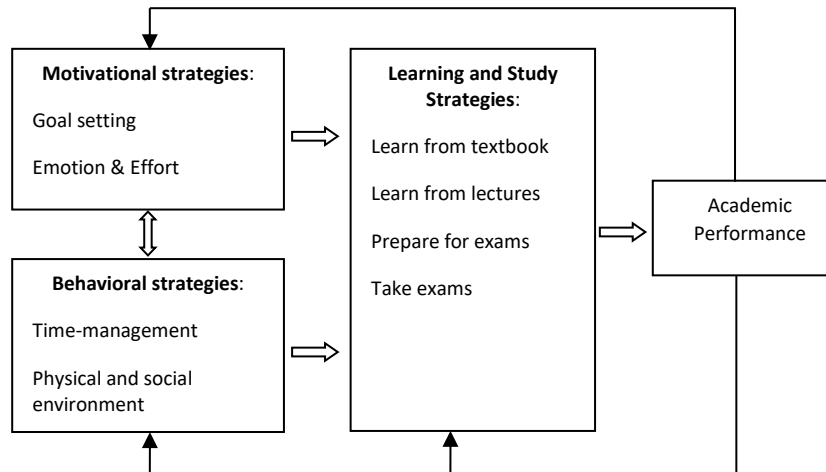 Motivational strategies:
Goal setting
Emotion & Effort
Behavioral strategies:
Time-management
Physical and social
environment
Learning and Study
Strategies:
Learn from textbook
Learn from lectures
Prepare for exams
Take exams
Academic
Performance